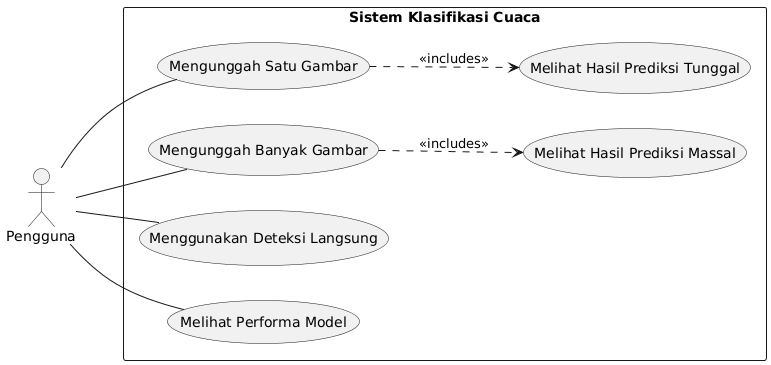 Sistem Klasifikasi Cuaca
Mengunggah Satu Gambar
«includes»
Melihat Hasil Prediksi Tunggal
Mengunggah Banyak Gambar
«includes»
Melihat Hasil Prediksi Massal
Pengguna
Menggunakan Deteksi Langsung
Melihat Performa Model